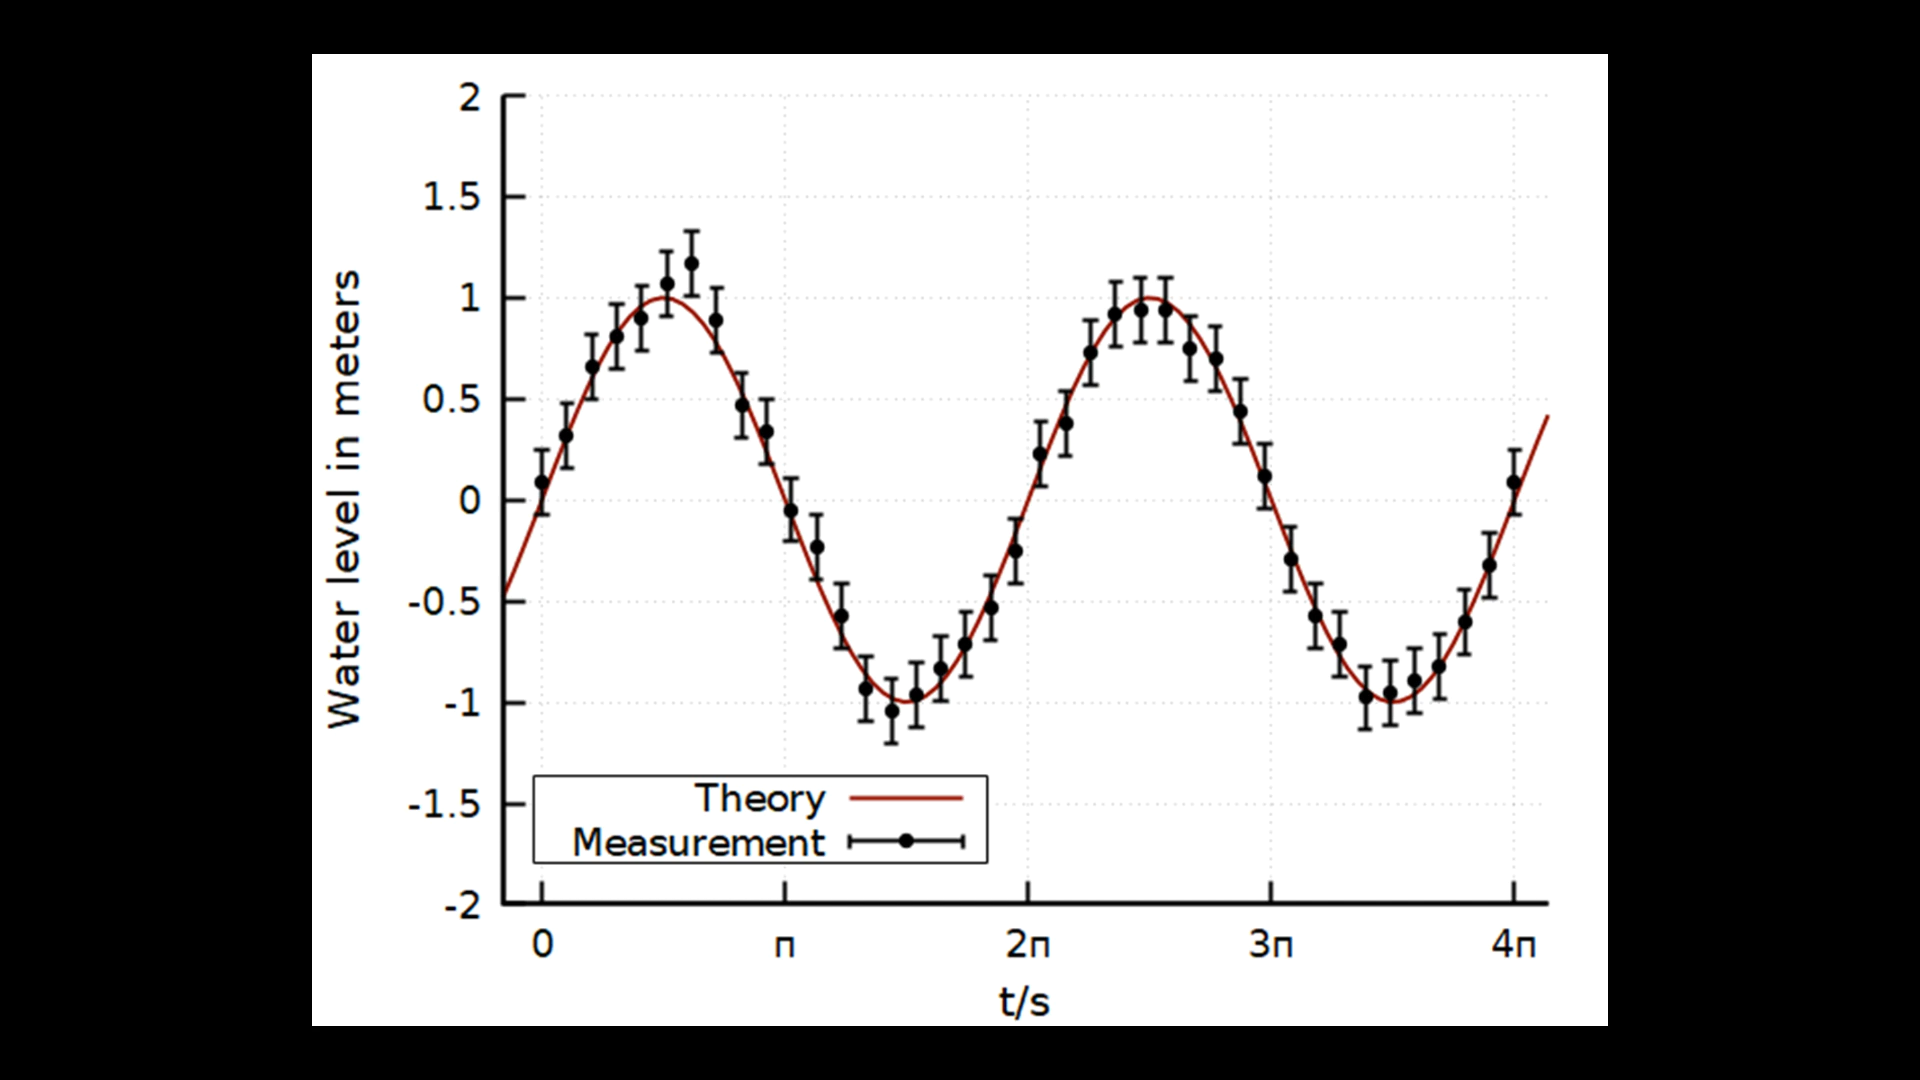 2
1.5
1
0.5
0
-0.5
-1
-1.5
-2
Water level in meters
Theory
Measurement
0 π 2π 3π 4π
t/s